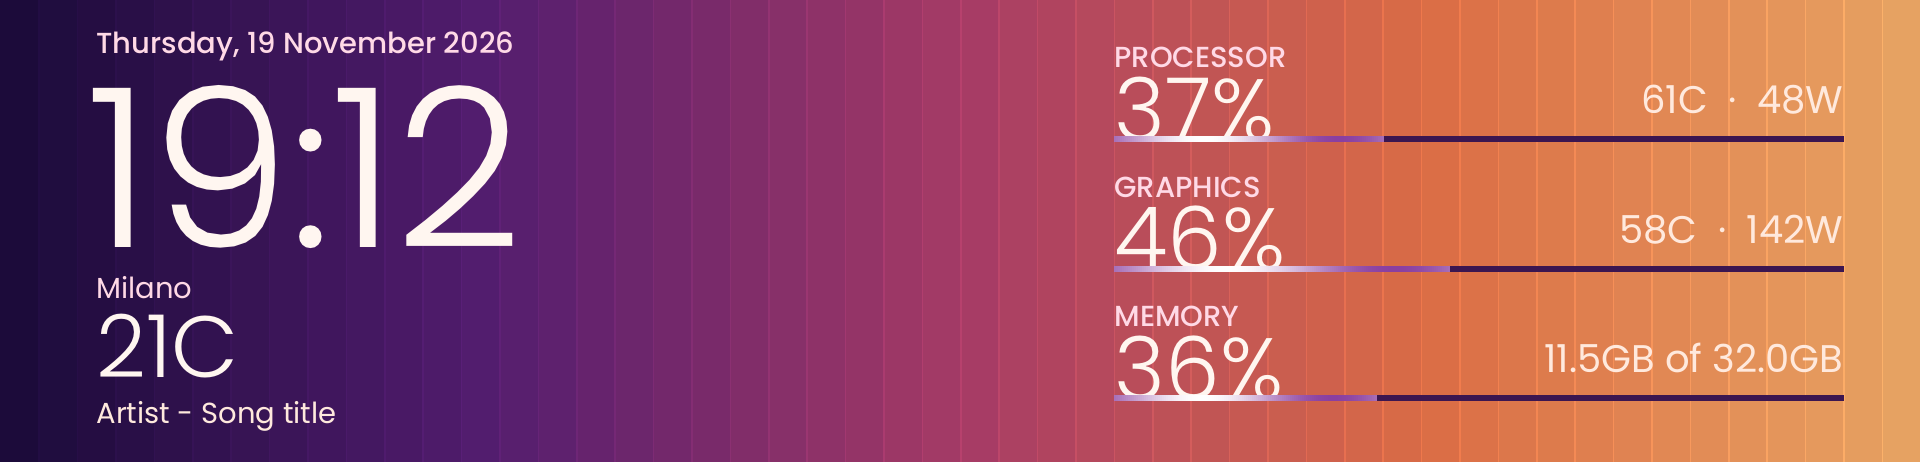 Thursday, 19 November 2026
19:12
Milano
21C
Artist - Song title
PROCESSOR
37%
61C · 48W
GRAPHICS
46%
58C · 142W
MEMORY
36%
11.5GB of 32.0GB